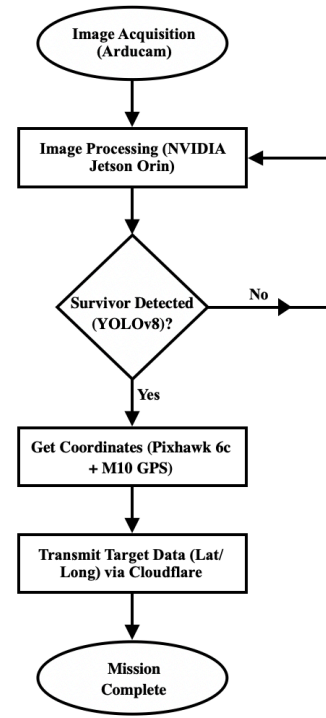 Image Acquisition
(Arducam)
Image Processing (NVIDIA
Jetson Orin)
Survivor Detected
(YOLOv8)?
No
Yes
Get Coordinates (Pixhawk 6c
+ M10 GPS)
Transmit Target Data (Lat/
Long) via Cloudflare
Mission
Complete